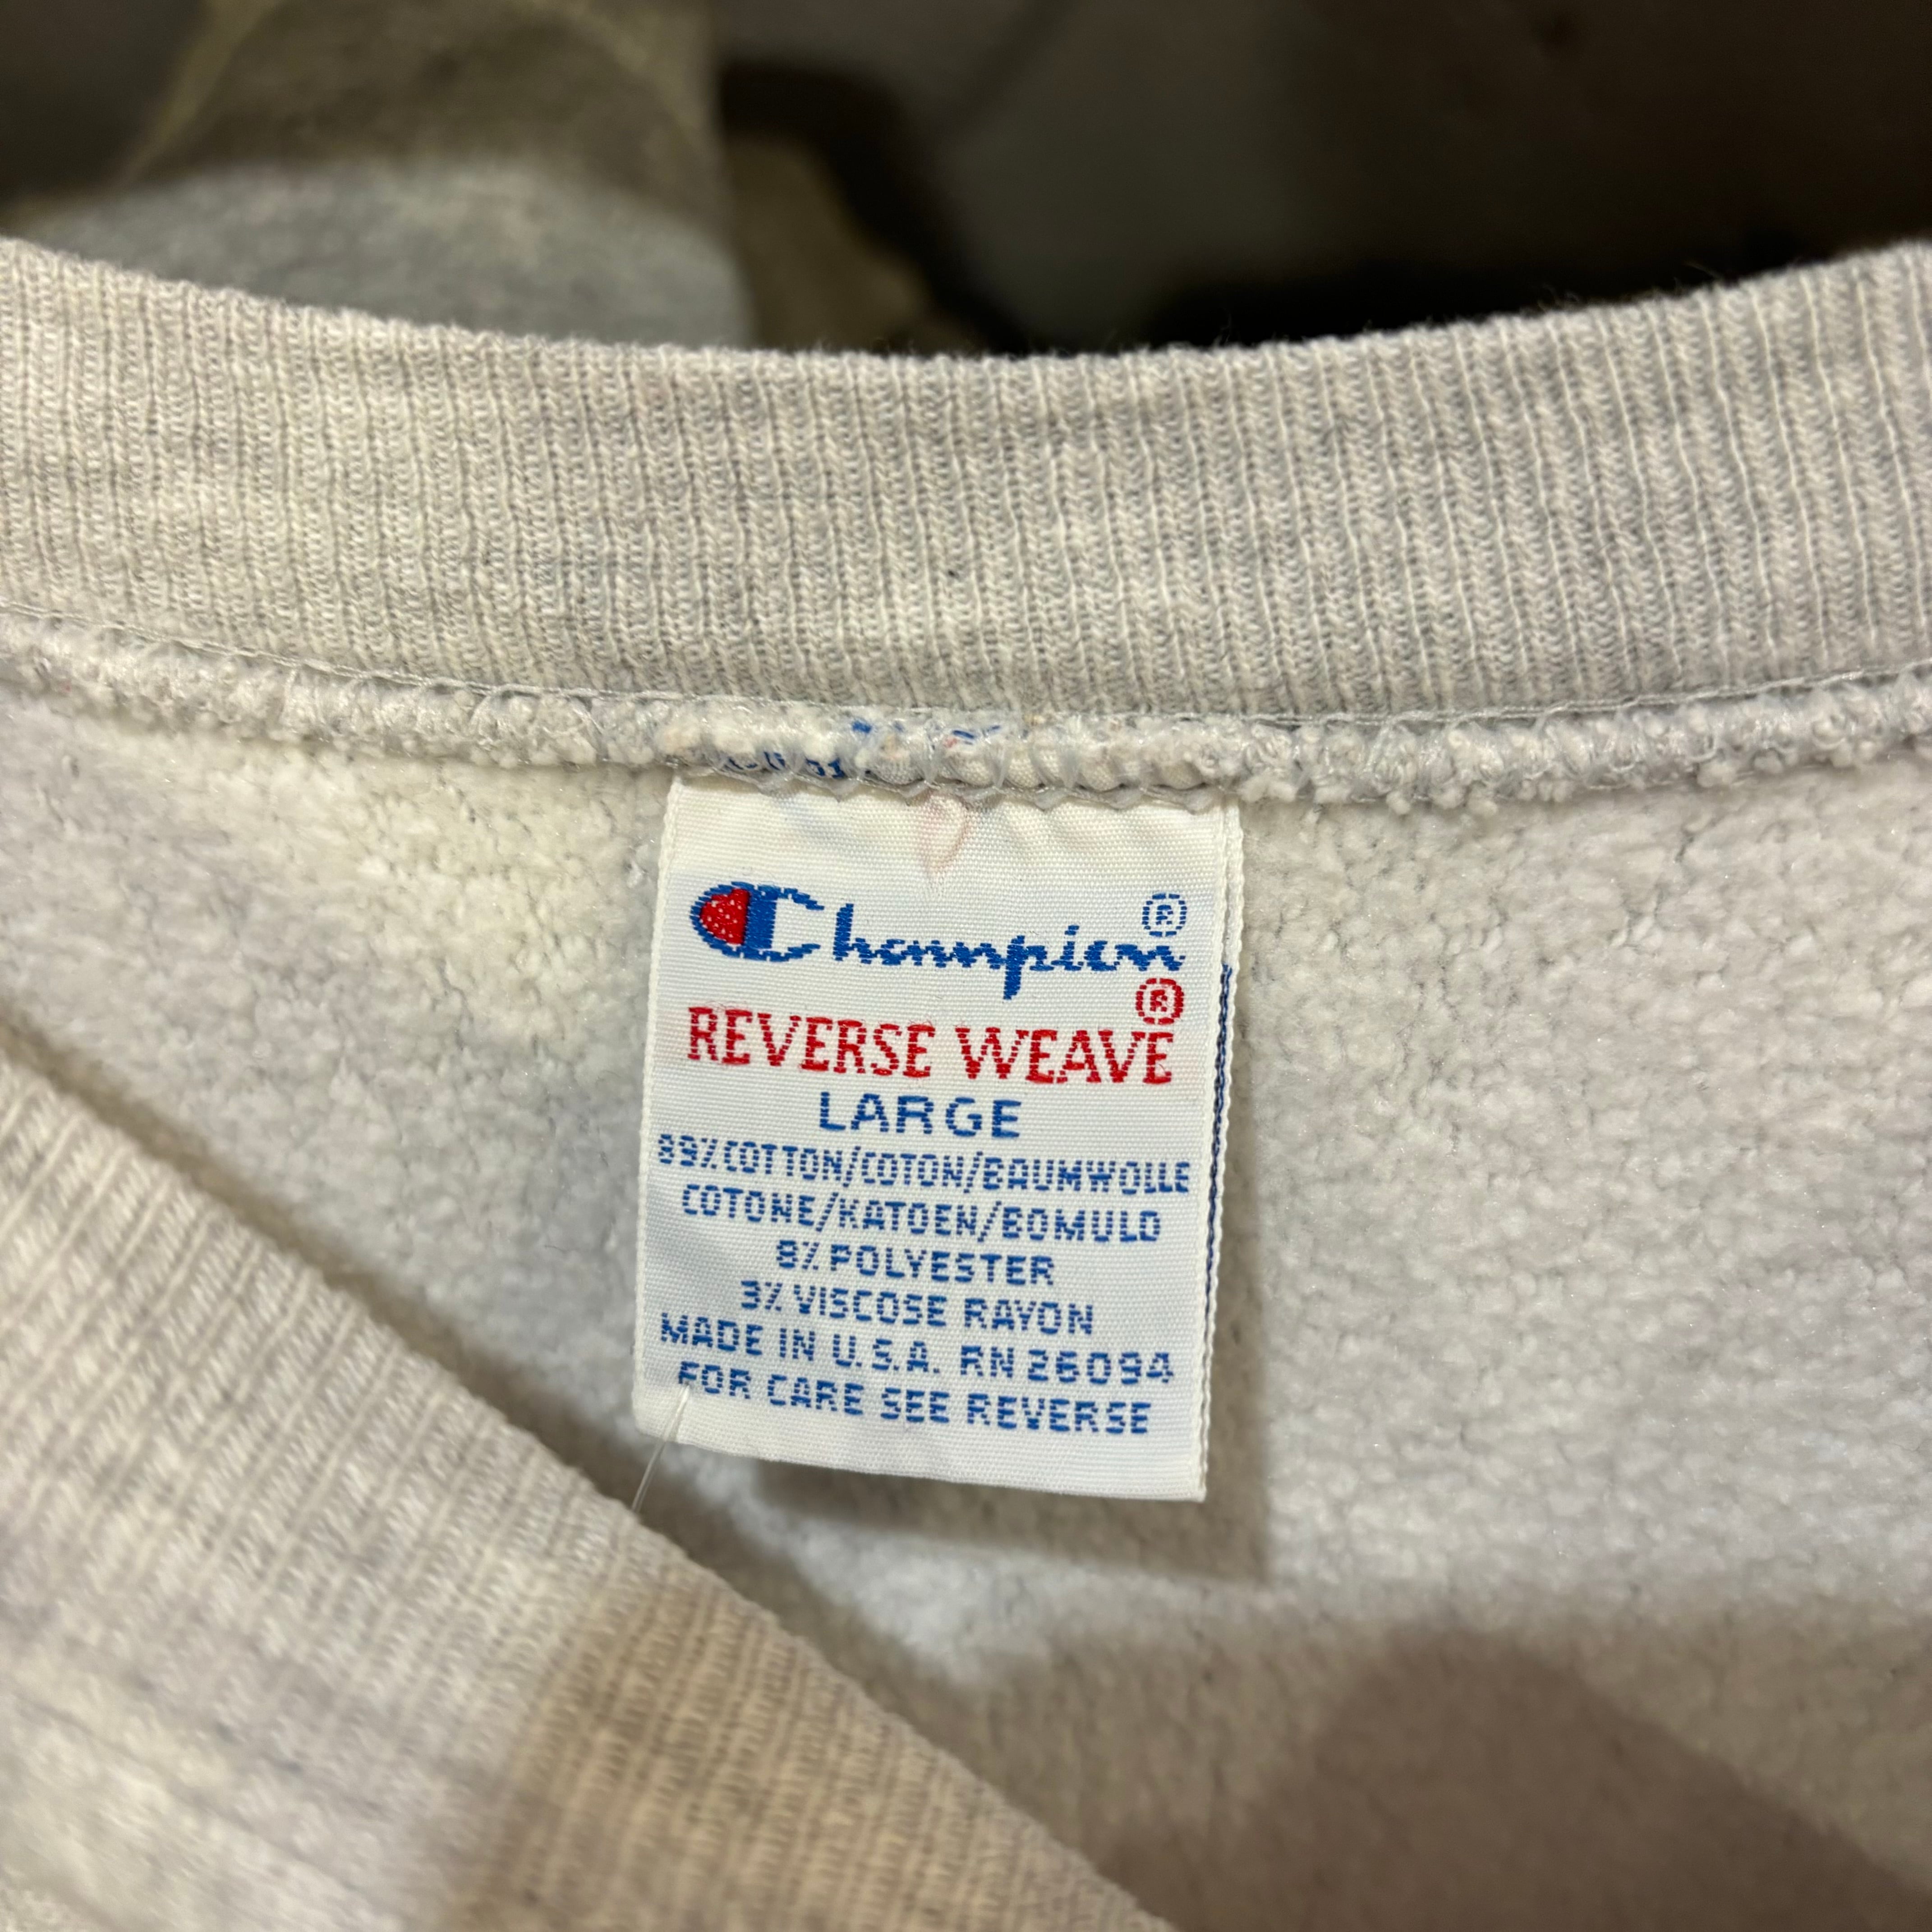 Champion®
REVERSE WEAVE®
LARGE
89% COTTON/COTON/BAUMWOLLE
COTONE/KATOEN/BOMULD
8% POLYESTER
3% VISCOSE RAYON
MADE IN U.S.A. RN 26094
FOR CARE SEE REVERSE